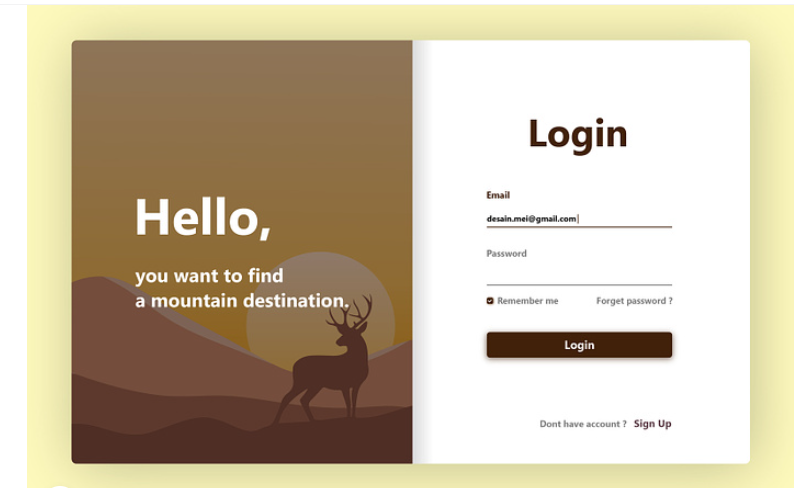 Hello,
you want to find
a mountain destination.
Login
Email
desain.mei@gmail.com
Password
Remember me
Forget password ?
Login
Dont have account ? Sign Up